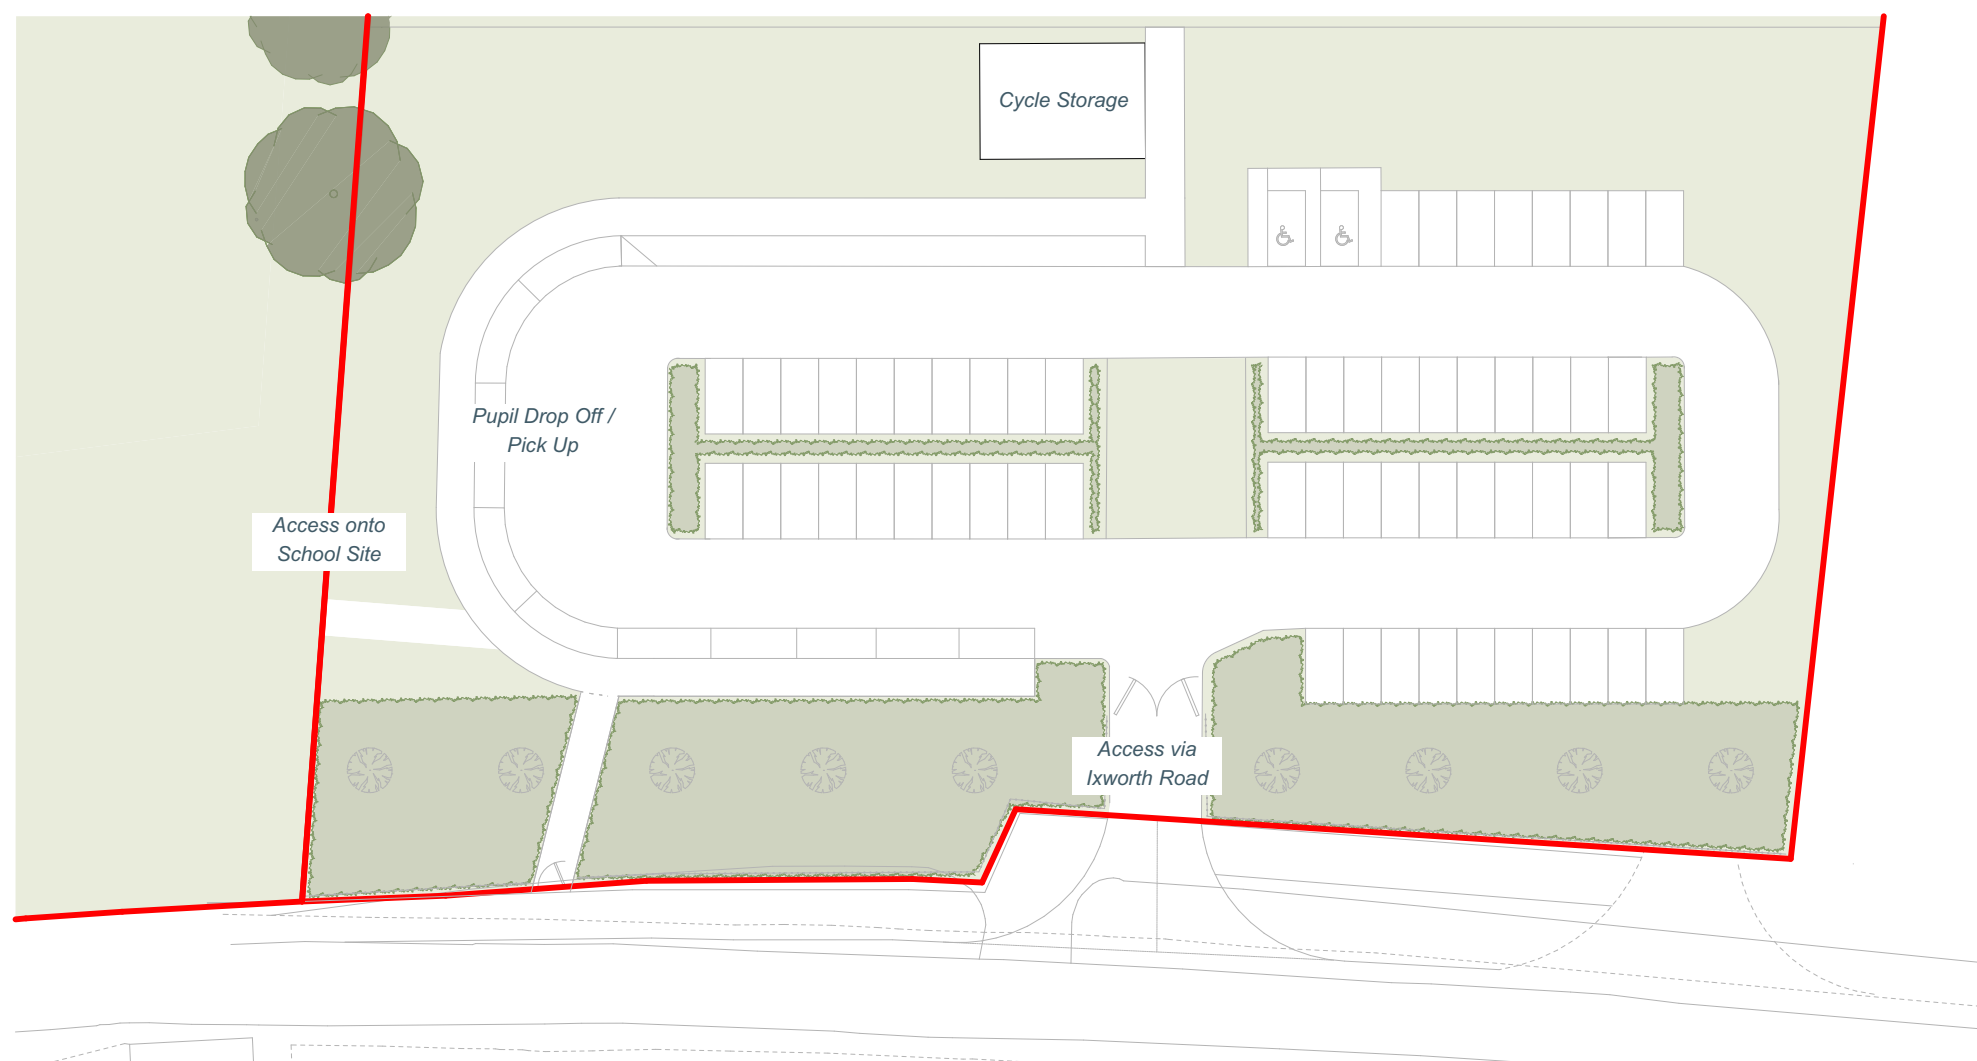 Cycle Storage
Pupil Drop Off /
Pick Up
Access onto
School Site
Access via
Ixworth Road